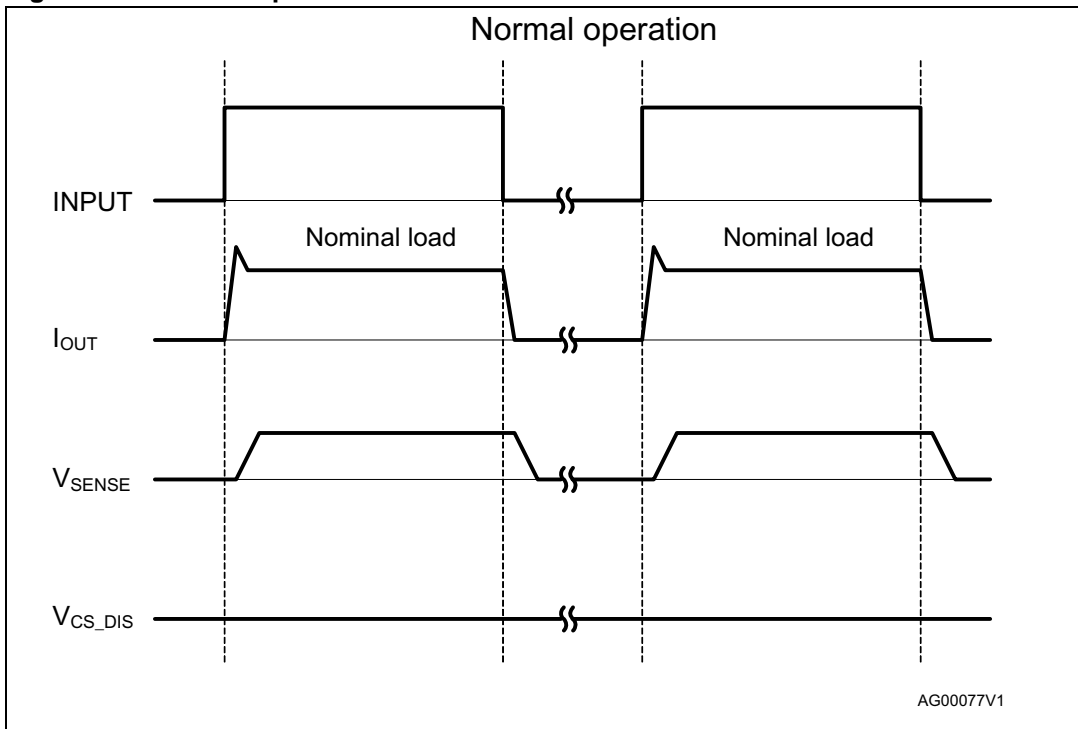 Normal operation
INPUT
Nominal load Nominal load
IOUT
VSENSE
VCS_DIS
AG00077V1